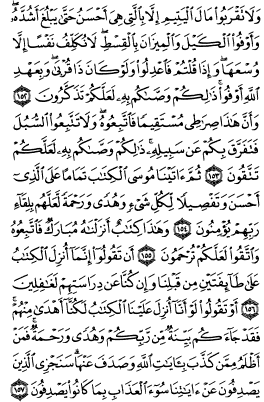 وَلَا تَقْرَبُوا۟ مَالَ ٱلْيَتِيمِ إِلَّا بِٱلَّتِى هِىَ أَحْسَنُ حَتَّىٰ يَبْلُغَ أَشُدَّهُۥ ۖ
وَأَوْفُوا۟ ٱلْكَيْلَ وَٱلْمِيزَانَ بِٱلْقِسْطِ ۖ لَا نُكَلِّفُ نَفْسًا إِلَّا
وُسْعَهَا ۖ وَإِذَا قُلْتُمْ فَٱعْدِلُوا۟ وَلَوْ كَانَ ذَا قُرْبَىٰ ۖ وَبِعَهْدِ
ٱللَّهِ أَوْفُوا۟ ۚ ذَٰلِكُمْ وَصَّىٰكُم بِهِۦ لَعَلَّكُمْ تَذَكَّرُونَ ﴿١٥٢﴾
وَأَنَّ هَٰذَا صِرَٰطِى مُسْتَقِيمًا فَٱتَّبِعُوهُ ۖ وَلَا تَتَّبِعُوا۟ ٱلسُّبُلَ
فَتَفَرَّقَ بِكُمْ عَن سَبِيلِهِۦ ۚ ذَٰلِكُمْ وَصَّىٰكُم بِهِۦ لَعَلَّكُمْ
تَتَّقُونَ ﴿١٥٣﴾ ثُمَّ ءَاتَيْنَا مُوسَى ٱلْكِتَٰبَ تَمَامًا عَلَى ٱلَّذِىٓ
أَحْسَنَ وَتَفْصِيلًا لِّكُلِّ شَىْءٍ وَهُدًى وَرَحْمَةً لَّعَلَّهُم بِلِقَآءِ
رَبِّهِمْ يُؤْمِنُونَ ﴿١٥٤﴾ وَهَٰذَا كِتَٰبٌ أَنزَلْنَٰهُ مُبَارَكٌ فَٱتَّبِعُوهُ
وَٱتَّقُوا۟ لَعَلَّكُمْ تُرْحَمُونَ ﴿١٥٥﴾ أَن تَقُولُوٓا۟ إِنَّمَآ أُنزِلَ ٱلْكِتَٰبُ
عَلَىٰ طَآئِفَتَيْنِ مِن قَبْلِنَا وَإِن كُنَّا عَن دِرَاسَتِهِمْ لَغَٰفِلِينَ
﴿١٥٦﴾ أَوْ تَقُولُوا۟ لَوْ أَنَّآ أُنزِلَ عَلَيْنَا ٱلْكِتَٰبُ لَكُنَّآ أَهْدَىٰ مِنْهُمْ ۚ
فَقَدْ جَآءَكُم بَيِّنَةٌ مِّن رَّبِّكُمْ وَهُدًى وَرَحْمَةٌ ۚ فَمَنْ
أَظْلَمُ مِمَّن كَذَّبَ بِـَٔايَٰتِ ٱللَّهِ وَصَدَفَ عَنْهَا ۗ سَنَجْزِى ٱلَّذِينَ
يَصْدِفُونَ عَنْ ءَايَٰتِنَا سُوٓءَ ٱلْعَذَابِ بِمَا كَانُوا۟ يَصْدِفُونَ ﴿١٥٧﴾